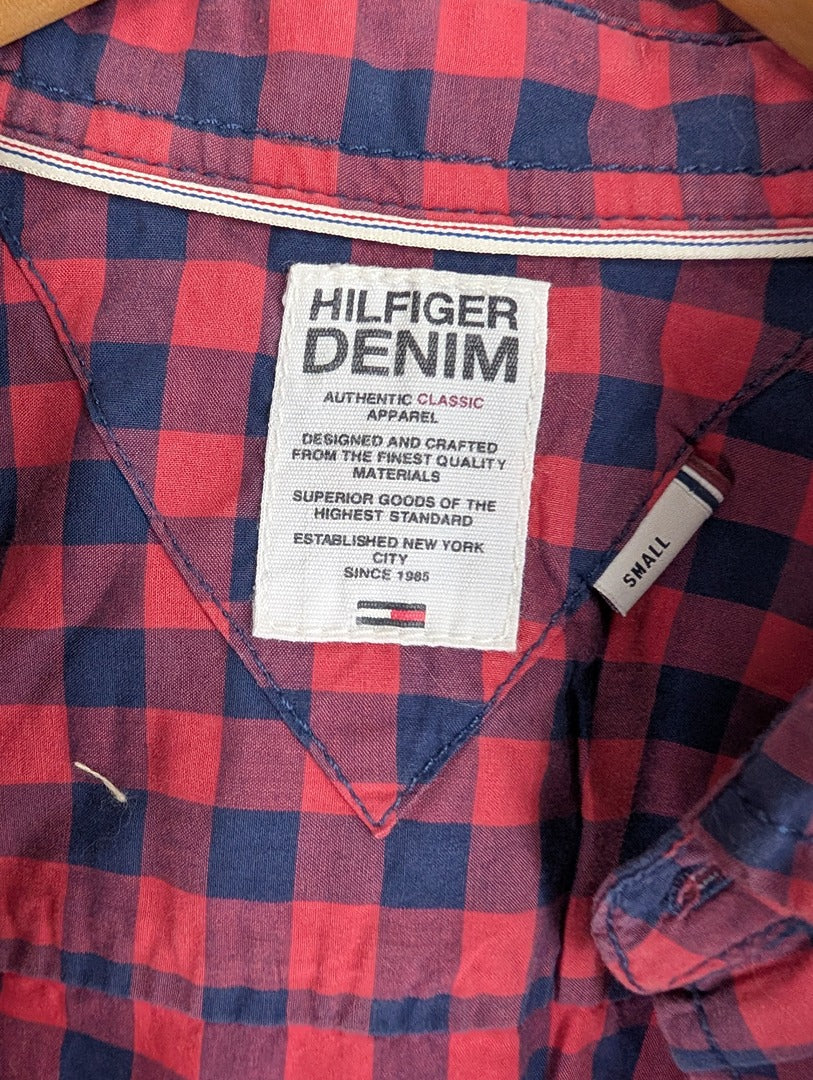 HILFIGER
DENIM
AUTHENTIC CLASSIC
APPAREL
DESIGNED AND CRAFTED
FROM THE FINEST QUALITY
MATERIALS
SUPERIOR GOODS OF THE
HIGHEST STANDARD
ESTABLISHED NEW YORK
CITY
SINCE 1985
SMALL